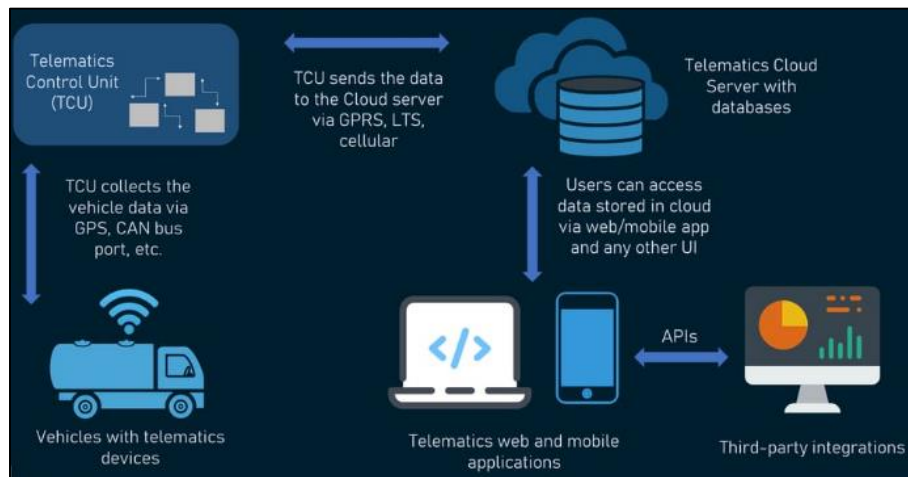 Telematics
Control Unit
(TCU)
TCU sends the data
to the Cloud server
via GPRS, LTS,
cellular
Telematics Cloud
Server with
databases
TCU collects the
vehicle data via
GPS, CAN bus
port, etc.
Users can access
data stored in cloud
via web/mobile app
and any other UI
</>
APIs
Vehicles with telematics
devices
Telematics web and mobile
applications
Third-party integrations